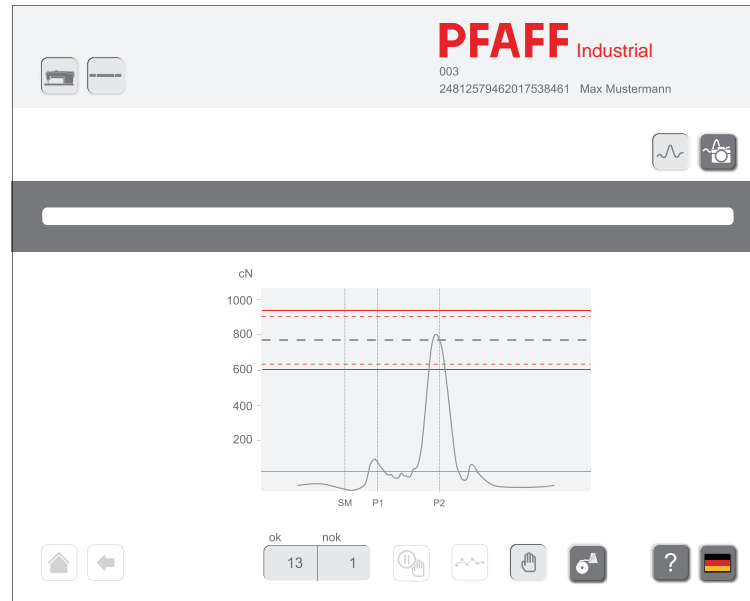 PFAFF Industrial
003
24812579462017538461 Max Mustermann
cN
1000
800
600
400
200
SM P1 P2
ok nok
13 1
?